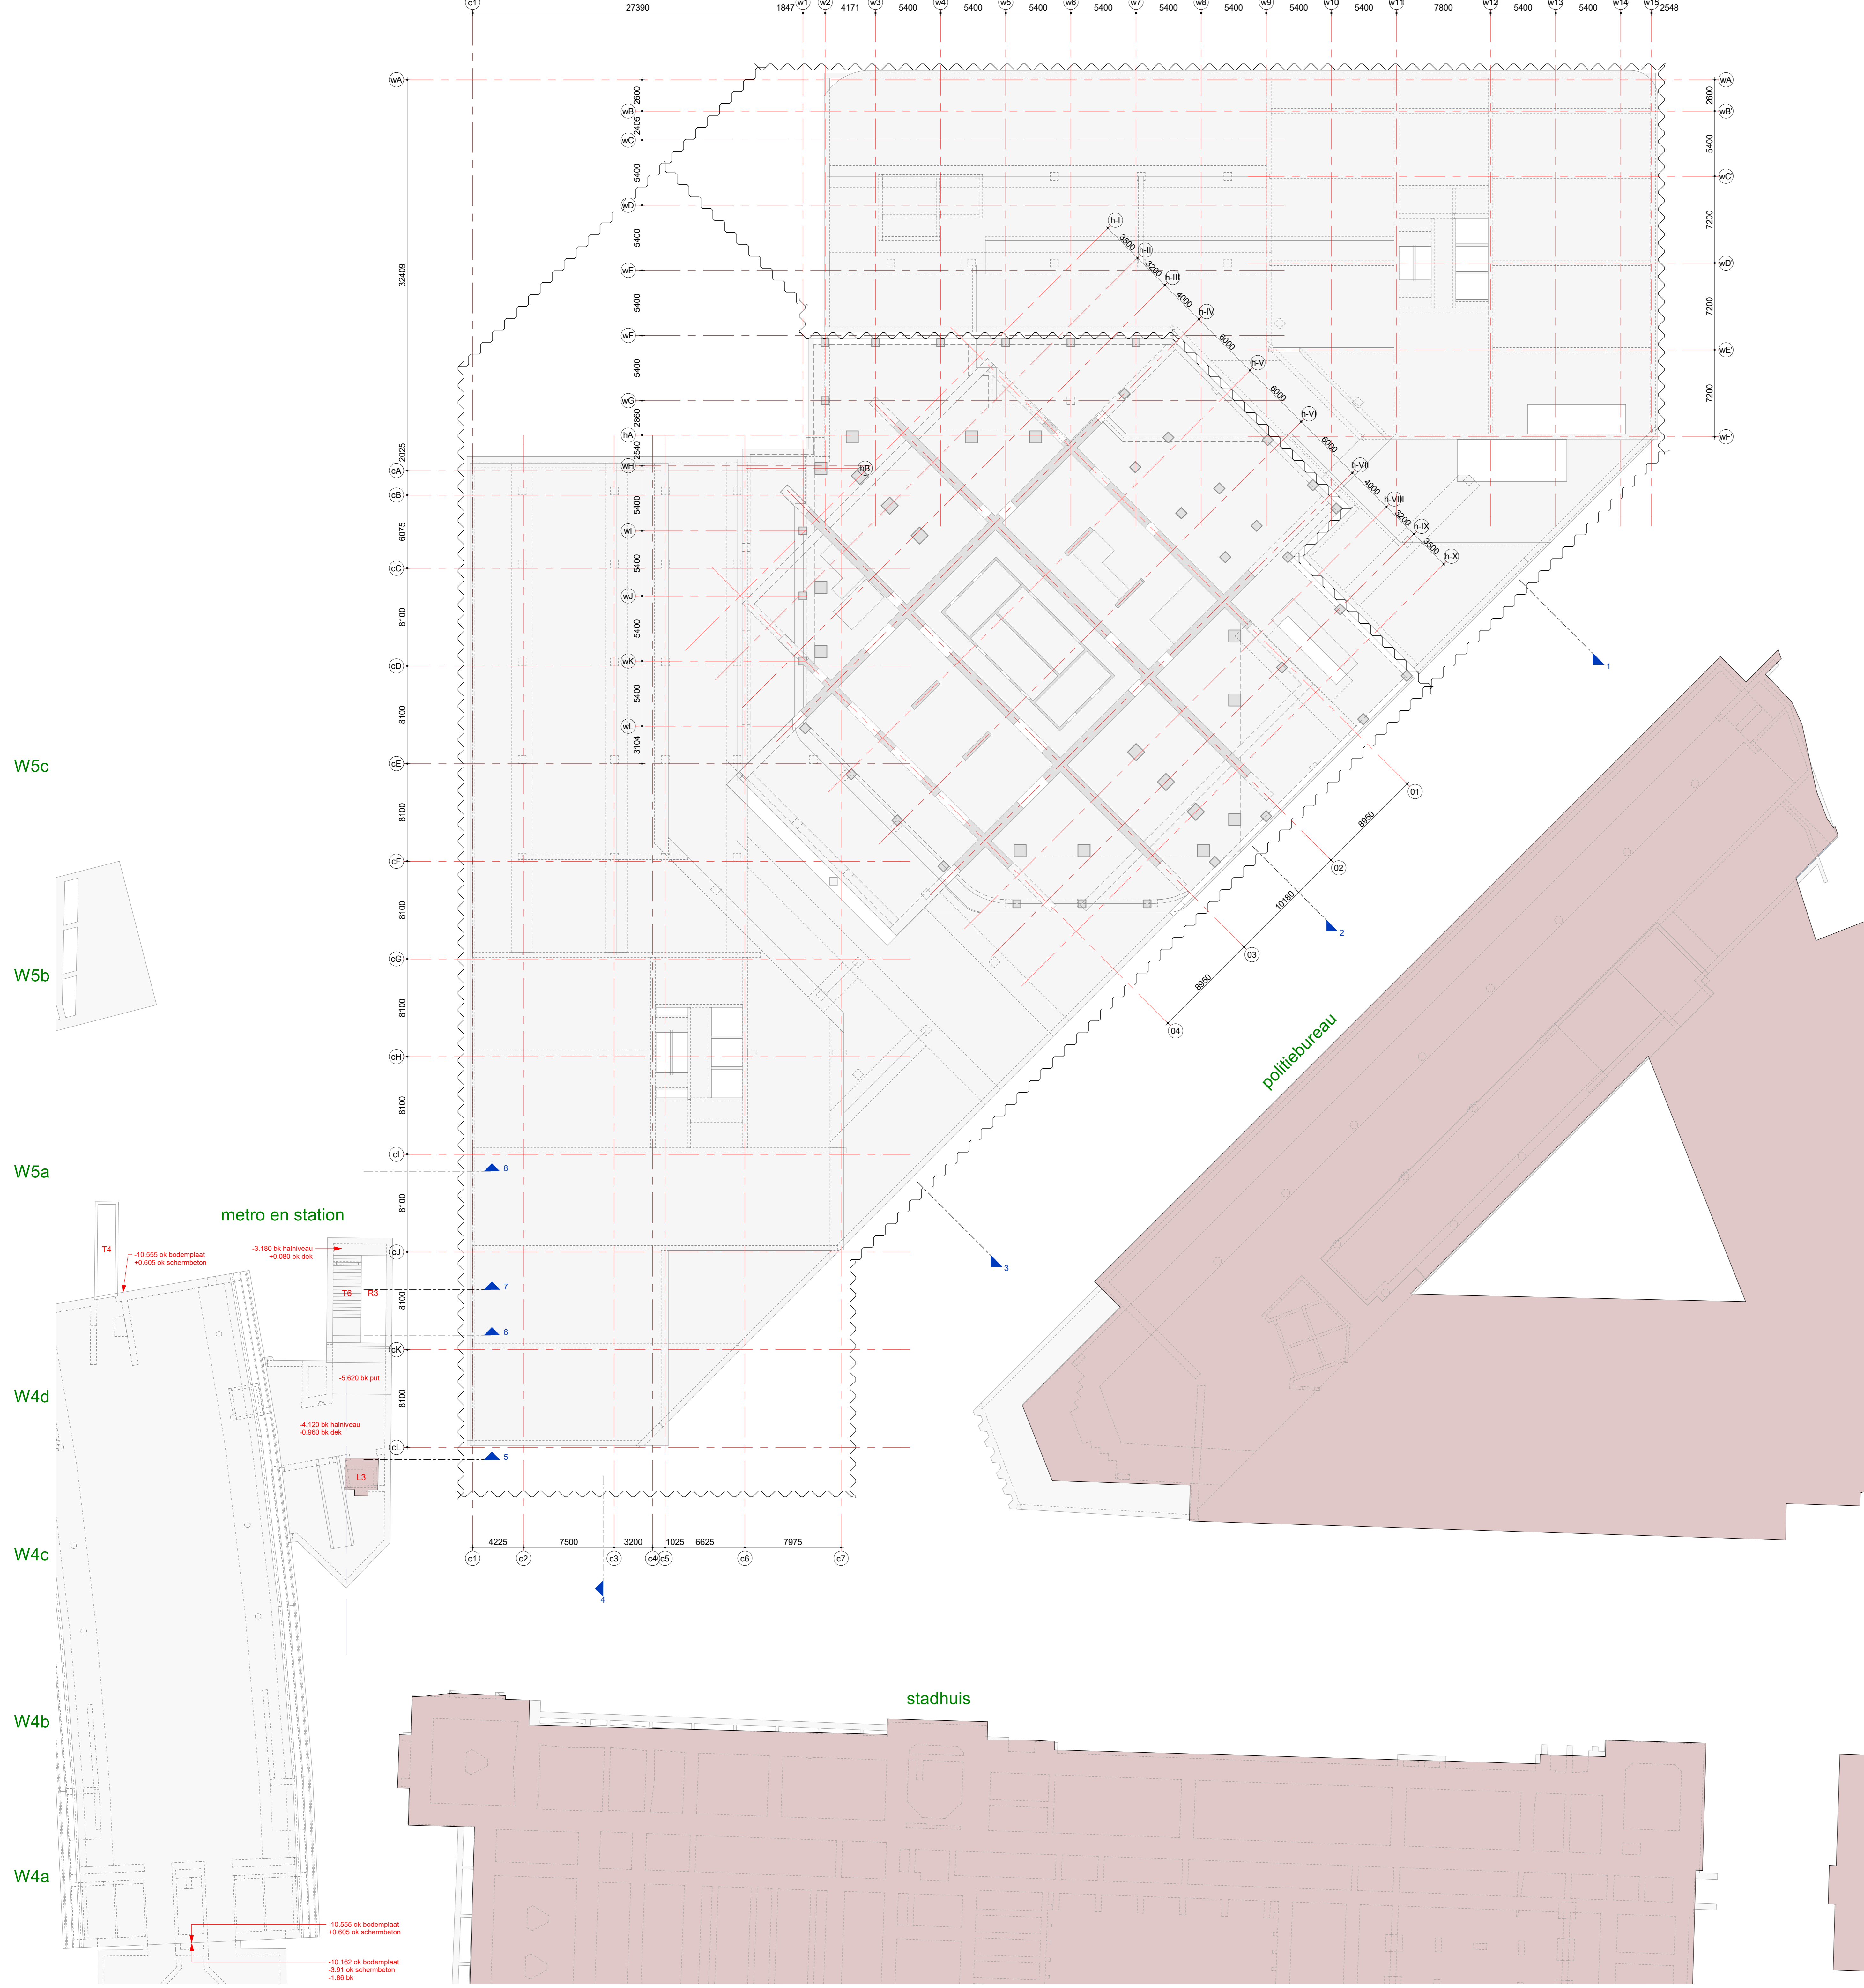 c1 w1 w2 w3 w4 w5 w6 w7 w8 w9 w10 w11 w12 w13 w14 w15
27390 1847 4171 5400 5400 5400 5400 5400 5400 5400 5400 7800 5400 5400 2548
wA
wB
wC
wD
wE
wF
wG
hA
wH
wI
wJ
wK
wL
2600
2405
5400
5400
5400
5400
2860
2540
5400
5400
5400
5400
3104
32409
2025
6075
8100
8100
8100
8100
8100
8100
8100
8100
8100
cA
cB
cC
cD
cE
cF
cG
cH
cI
cJ
cK
cL
hB
wA
wB'
wC'
wD'
wE'
wF'
2600
5400
7200
7200
7200
h-I
h-II
h-III
h-IV
h-V
h-VI
h-VII
h-VIII
h-IX
h-X
3500
3200
4000
6000
6000
6000
4000
3200
3500
01
02
03
04
8950
10180
8950
1
2
3
4
5
6
7
8
4225 7500 3200 1025 6625 7975
c1 c2 c3 c4 c5 c6 c7
W5c
W5b
W5a
W4d
W4c
W4b
W4a
metro en station
politiebureau
stadhuis
T4
-10.555 ok bodemplaat
+0.605 ok schermbeton
-3.180 bk halniveau
+0.080 bk dek
T6 R3
-5.620 bk put
-4.120 bk halniveau
-0.960 bk dek
L3
-10.555 ok bodemplaat
+0.605 ok schermbeton
-10.162 ok bodemplaat
-3.91 ok schermbeton
-1.86 bk